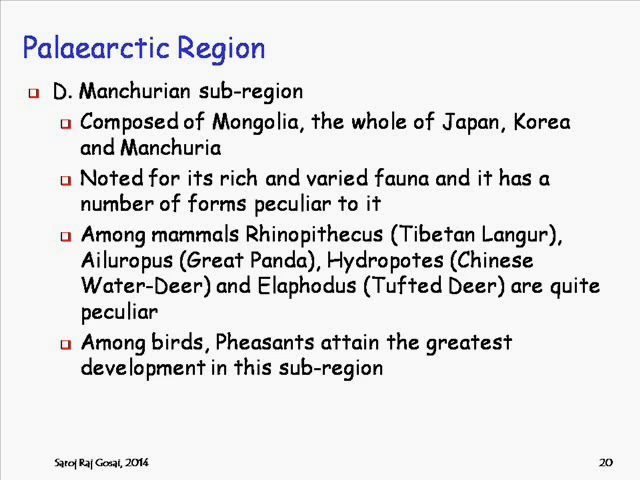 Palaearctic Region
D. Manchurian sub-region
Composed of Mongolia, the whole of Japan, Korea
and Manchuria
Noted for its rich and varied fauna and it has a
number of forms peculiar to it
Among mammals Rhinopithecus (Tibetan Langur),
Ailuropus (Great Panda), Hydropotes (Chinese
Water-Deer) and Elaphodus (Tufted Deer) are quite
peculiar
Among birds, Pheasants attain the greatest
development in this sub-region
Saroj Raj Gosai, 2014
20